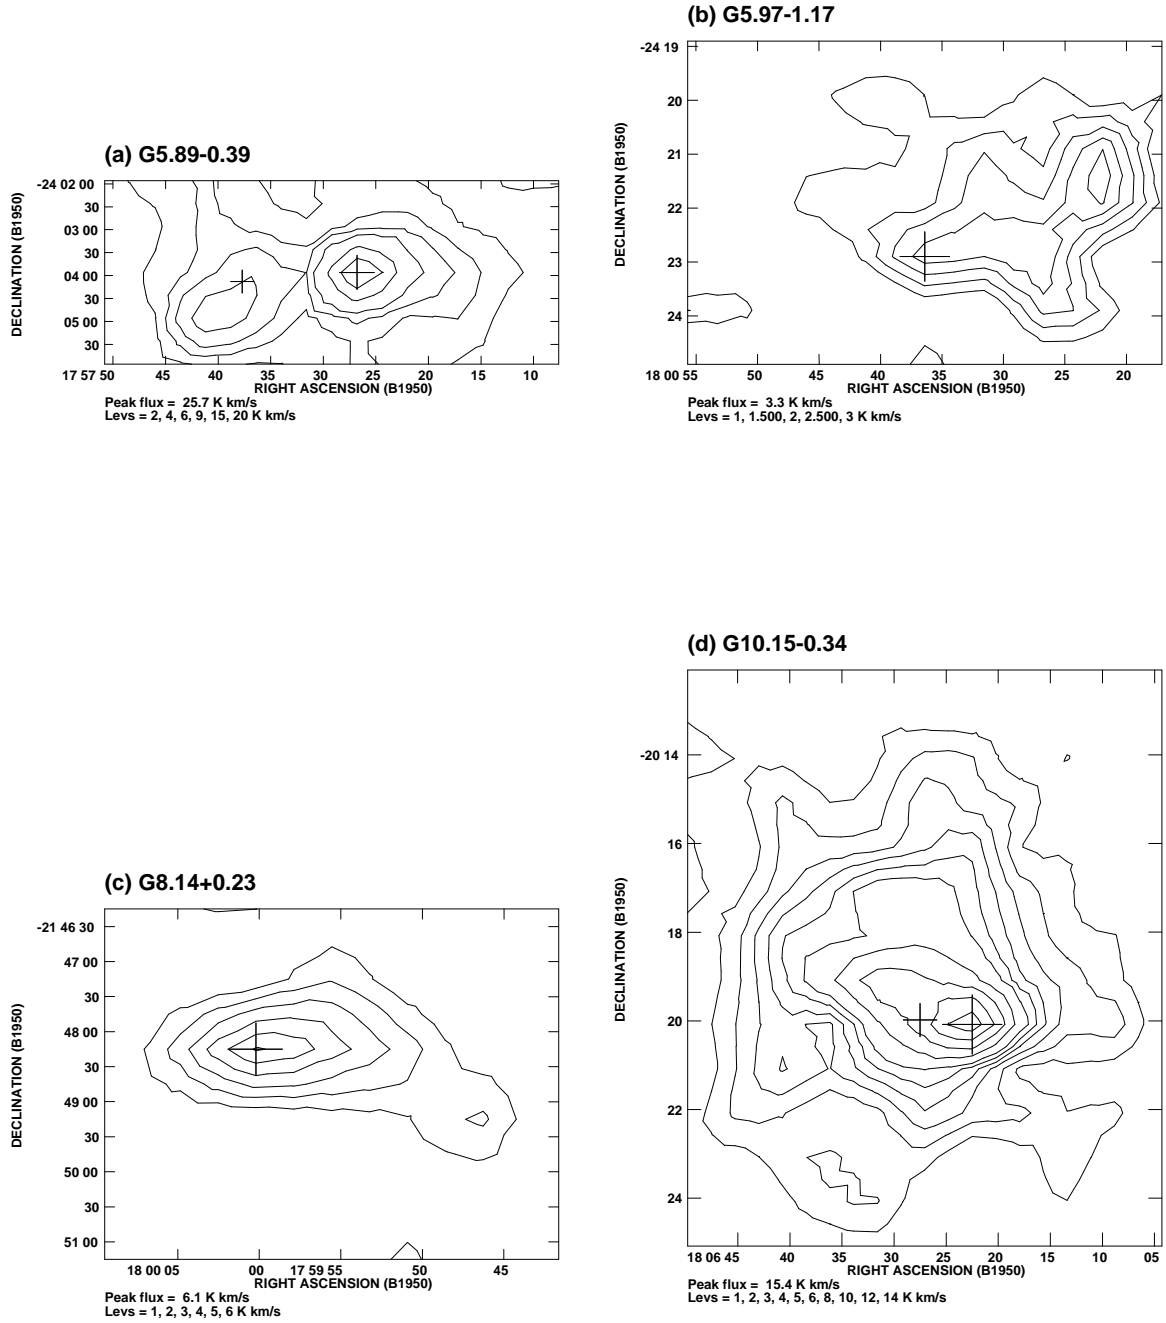 (a) G5.89-0.39
DECLINATION (B1950)
-24 02 00
30
03 00
30
04 00
30
05 00
30
17 57 50
45
40
35
30
25
20
15
10
RIGHT ASCENSION (B1950)
Peak flux = 25.7 K km/s
Levs = 2, 4, 6, 9, 15, 20 K km/s
(b) G5.97-1.17
DECLINATION (B1950)
-24 19
20
21
22
23
24
18 00 55
50
45
40
35
30
25
20
RIGHT ASCENSION (B1950)
Peak flux = 3.3 K km/s
Levs = 1, 1.500, 2, 2.500, 3 K km/s
(c) G8.14+0.23
DECLINATION (B1950)
-21 46 30
47 00
30
48 00
30
49 00
30
50 00
30
51 00
18 00 05
00
17 59 55
50
45
RIGHT ASCENSION (B1950)
Peak flux = 6.1 K km/s
Levs = 1, 2, 3, 4, 5, 6 K km/s
(d) G10.15-0.34
DECLINATION (B1950)
-20 14
16
18
20
22
24
18 06 45
40
35
30
25
20
15
10
05
RIGHT ASCENSION (B1950)
Peak flux = 15.4 K km/s
Levs = 1, 2, 3, 4, 5, 6, 8, 10, 12, 14 K km/s